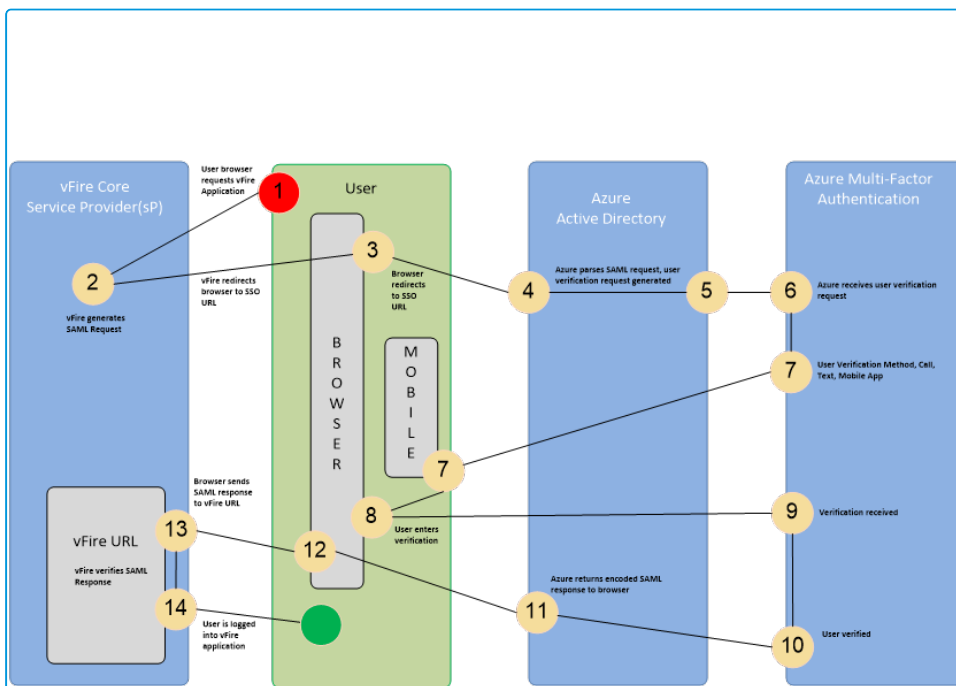 vFire Core
Service Provider(sP)
User browser
requests vFire
Application
1
User
Azure
Active Directory
Azure Multi-Factor
Authentication
2
vFire generates
SAML Request
vFire redirects
browser to SSO
URL
3
Browser
redirects
to SSO
URL
4
Azure parses SAML request, user
verification request generated
5
6
Azure receives user verification
request
7
User Verification Method, Call,
Text, Mobile App
BROWSER
MOBILE
7
8
User enters
verification
9
Verification received
10
User verified
Azure returns encoded SAML
response to browser
11
12
Browser sends
SAML response
to vFire URL
13
vFire URL
vFire verifies SAML
Response
14
User is logged
into vFire
application